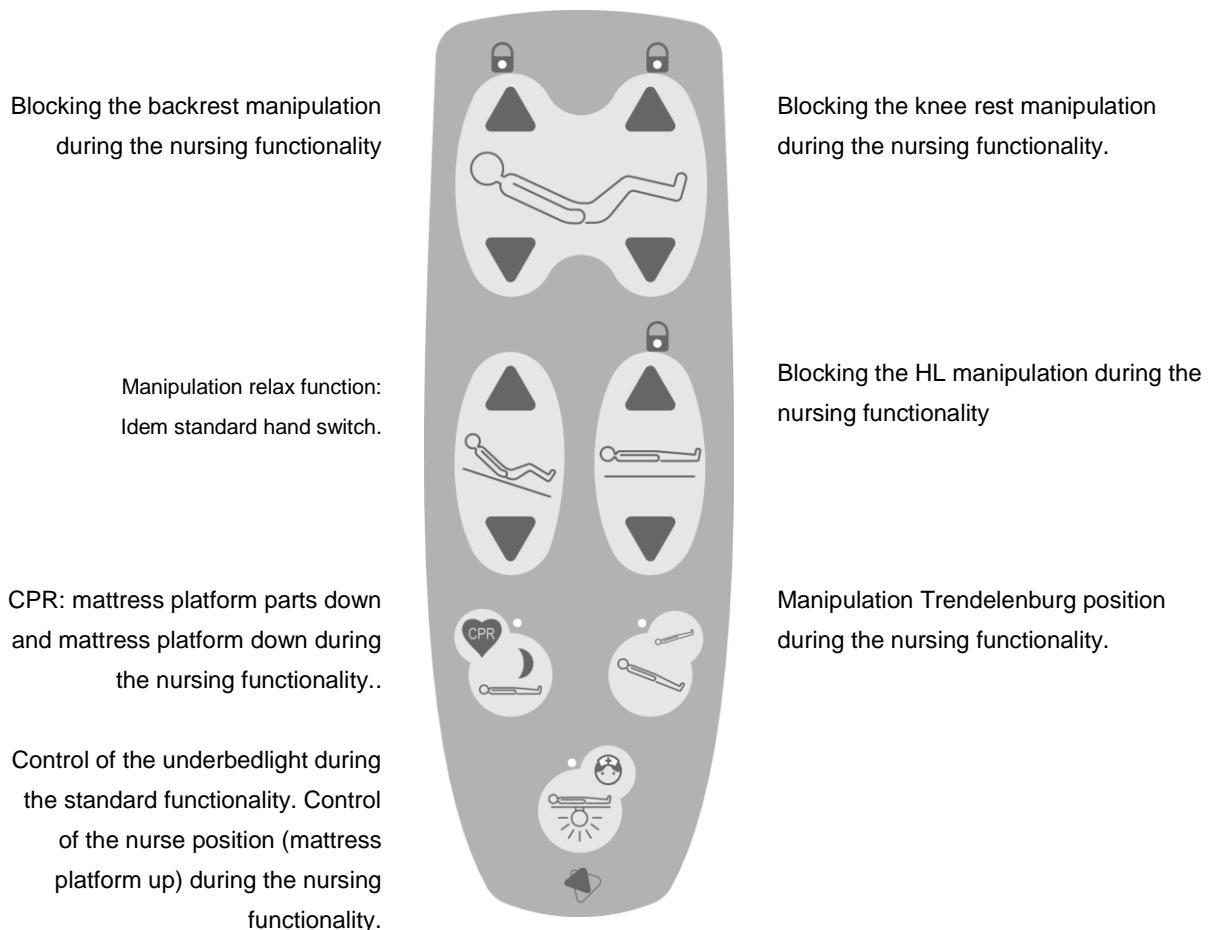 Blocking the backrest manipulation
during the nursing functionality
Blocking the knee rest manipulation
during the nursing functionality.
Manipulation relax function:
Idem standard hand switch.
Blocking the HL manipulation during the
nursing functionality
CPR: mattress platform parts down
and mattress platform down during
the nursing functionality..
CPR
Manipulation Trendelenburg position
during the nursing functionality.
Control of the underbedlight during
the standard functionality. Control
of the nurse position (mattress
platform up) during the nursing
functionality.